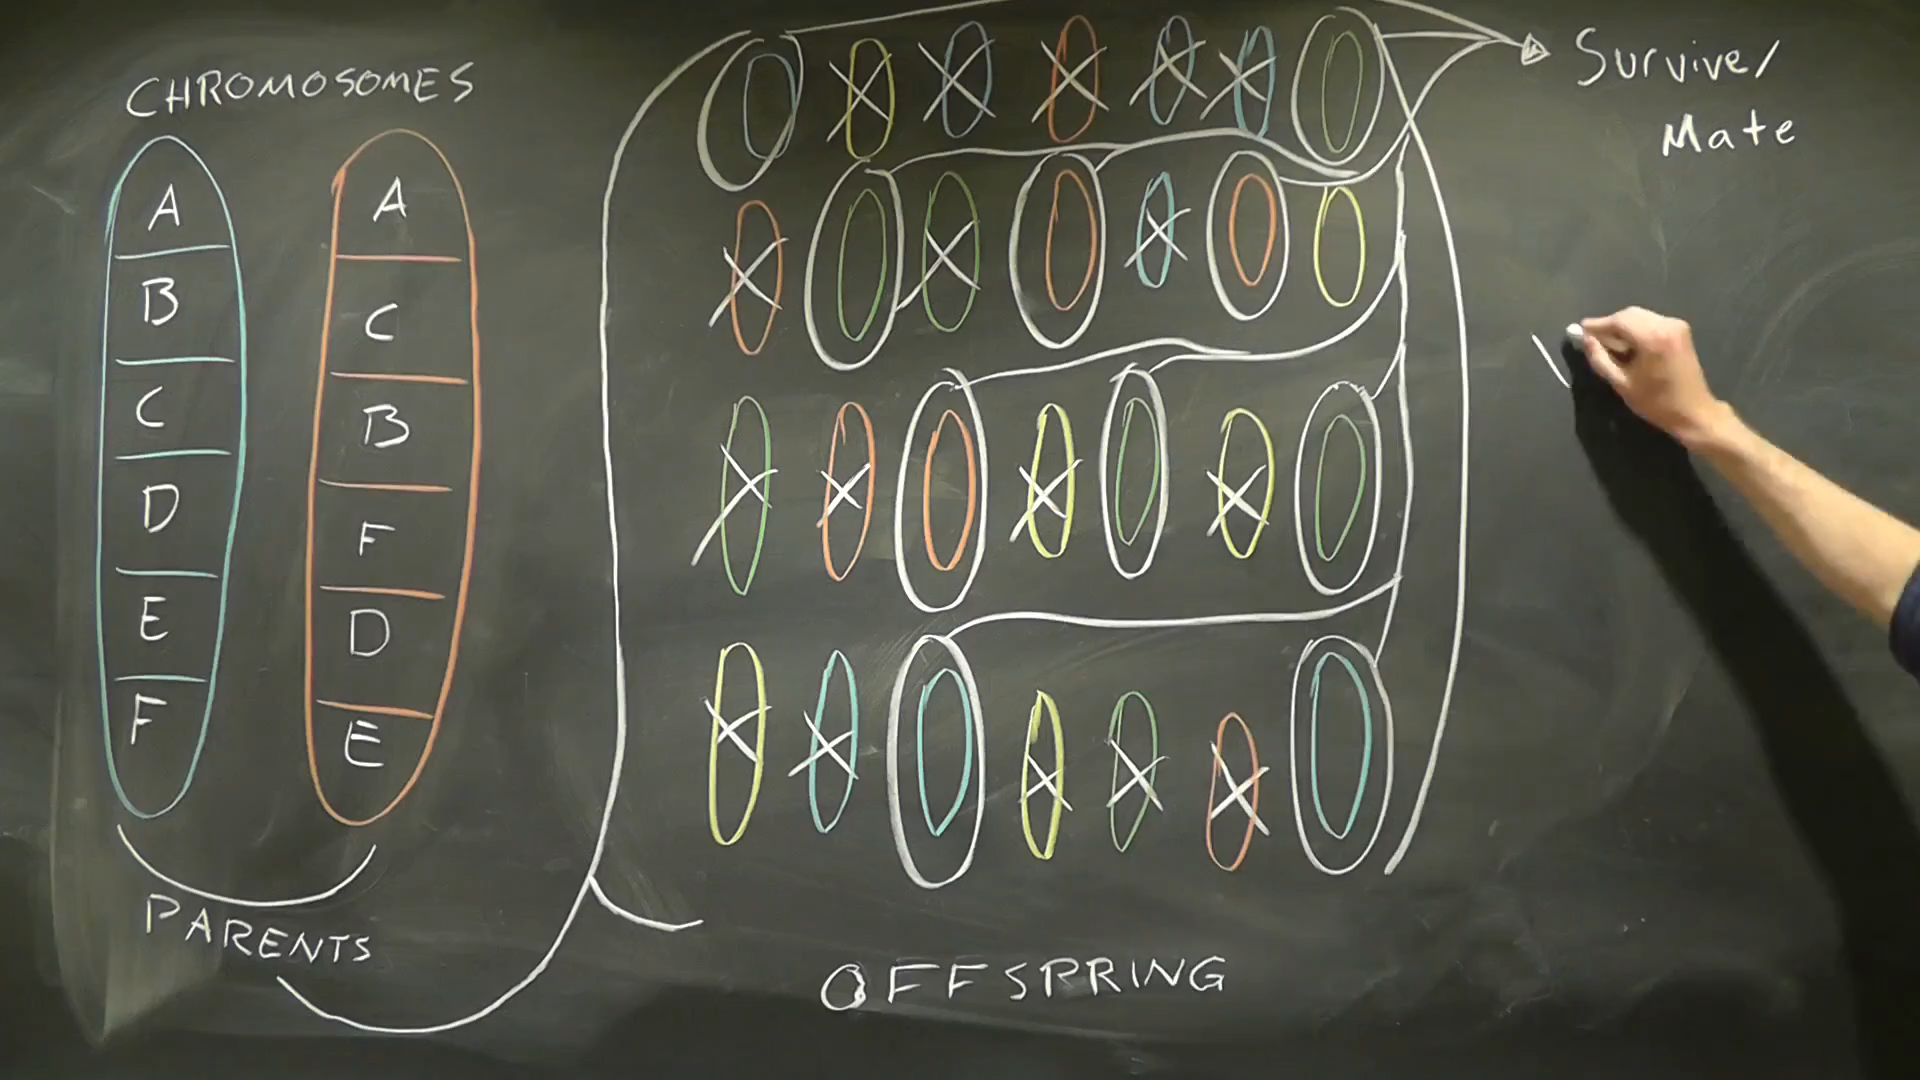 CHROMOSOMES
A
B
C
D
E
F
A
C
B
F
D
E
PARENTS
OFFSPRING
Survive/
Mate